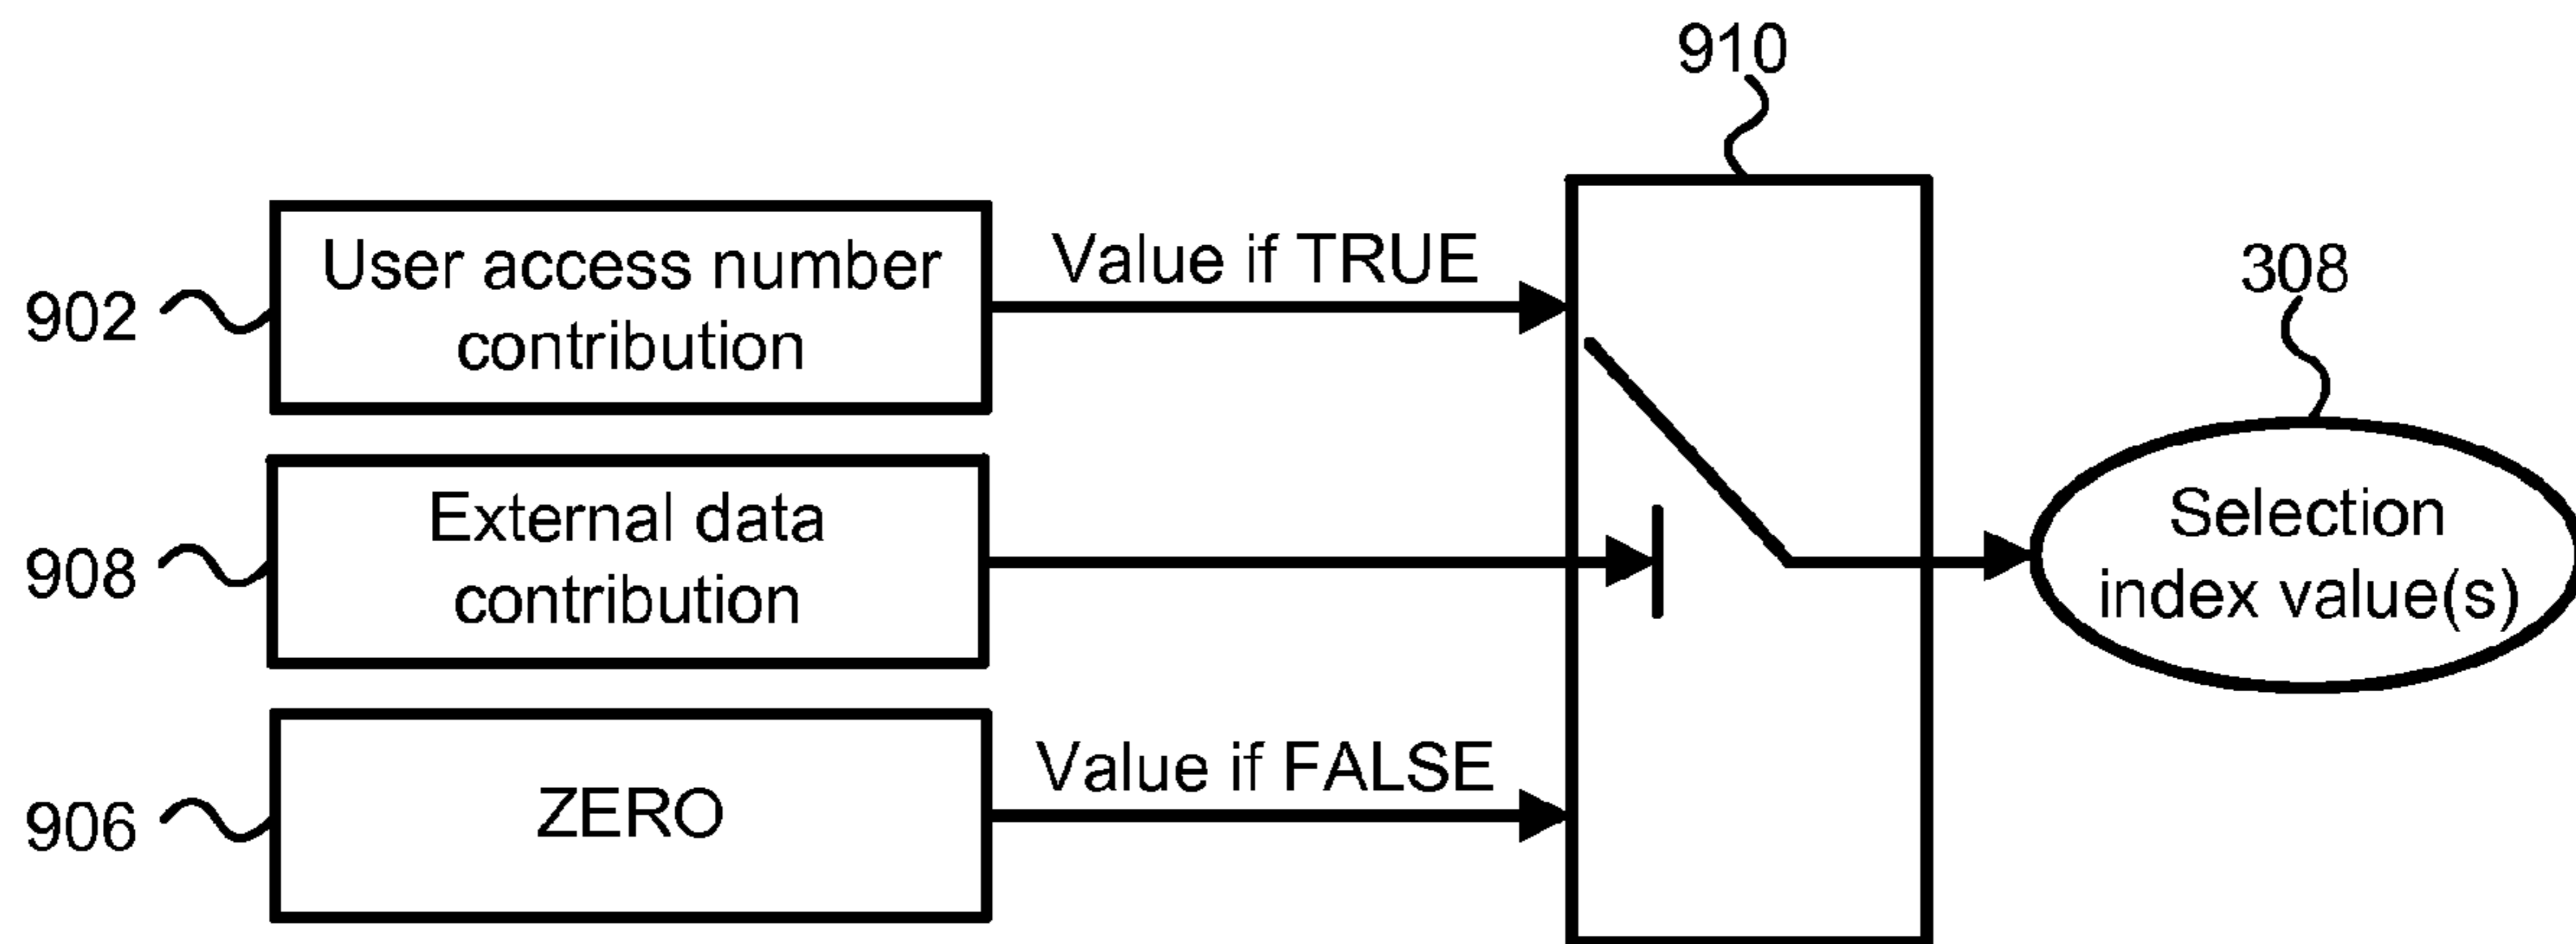 910
User access number
contribution
Value if TRUE
902
308
External data
contribution
908
Selection
index value(s)
ZERO
Value if FALSE
906